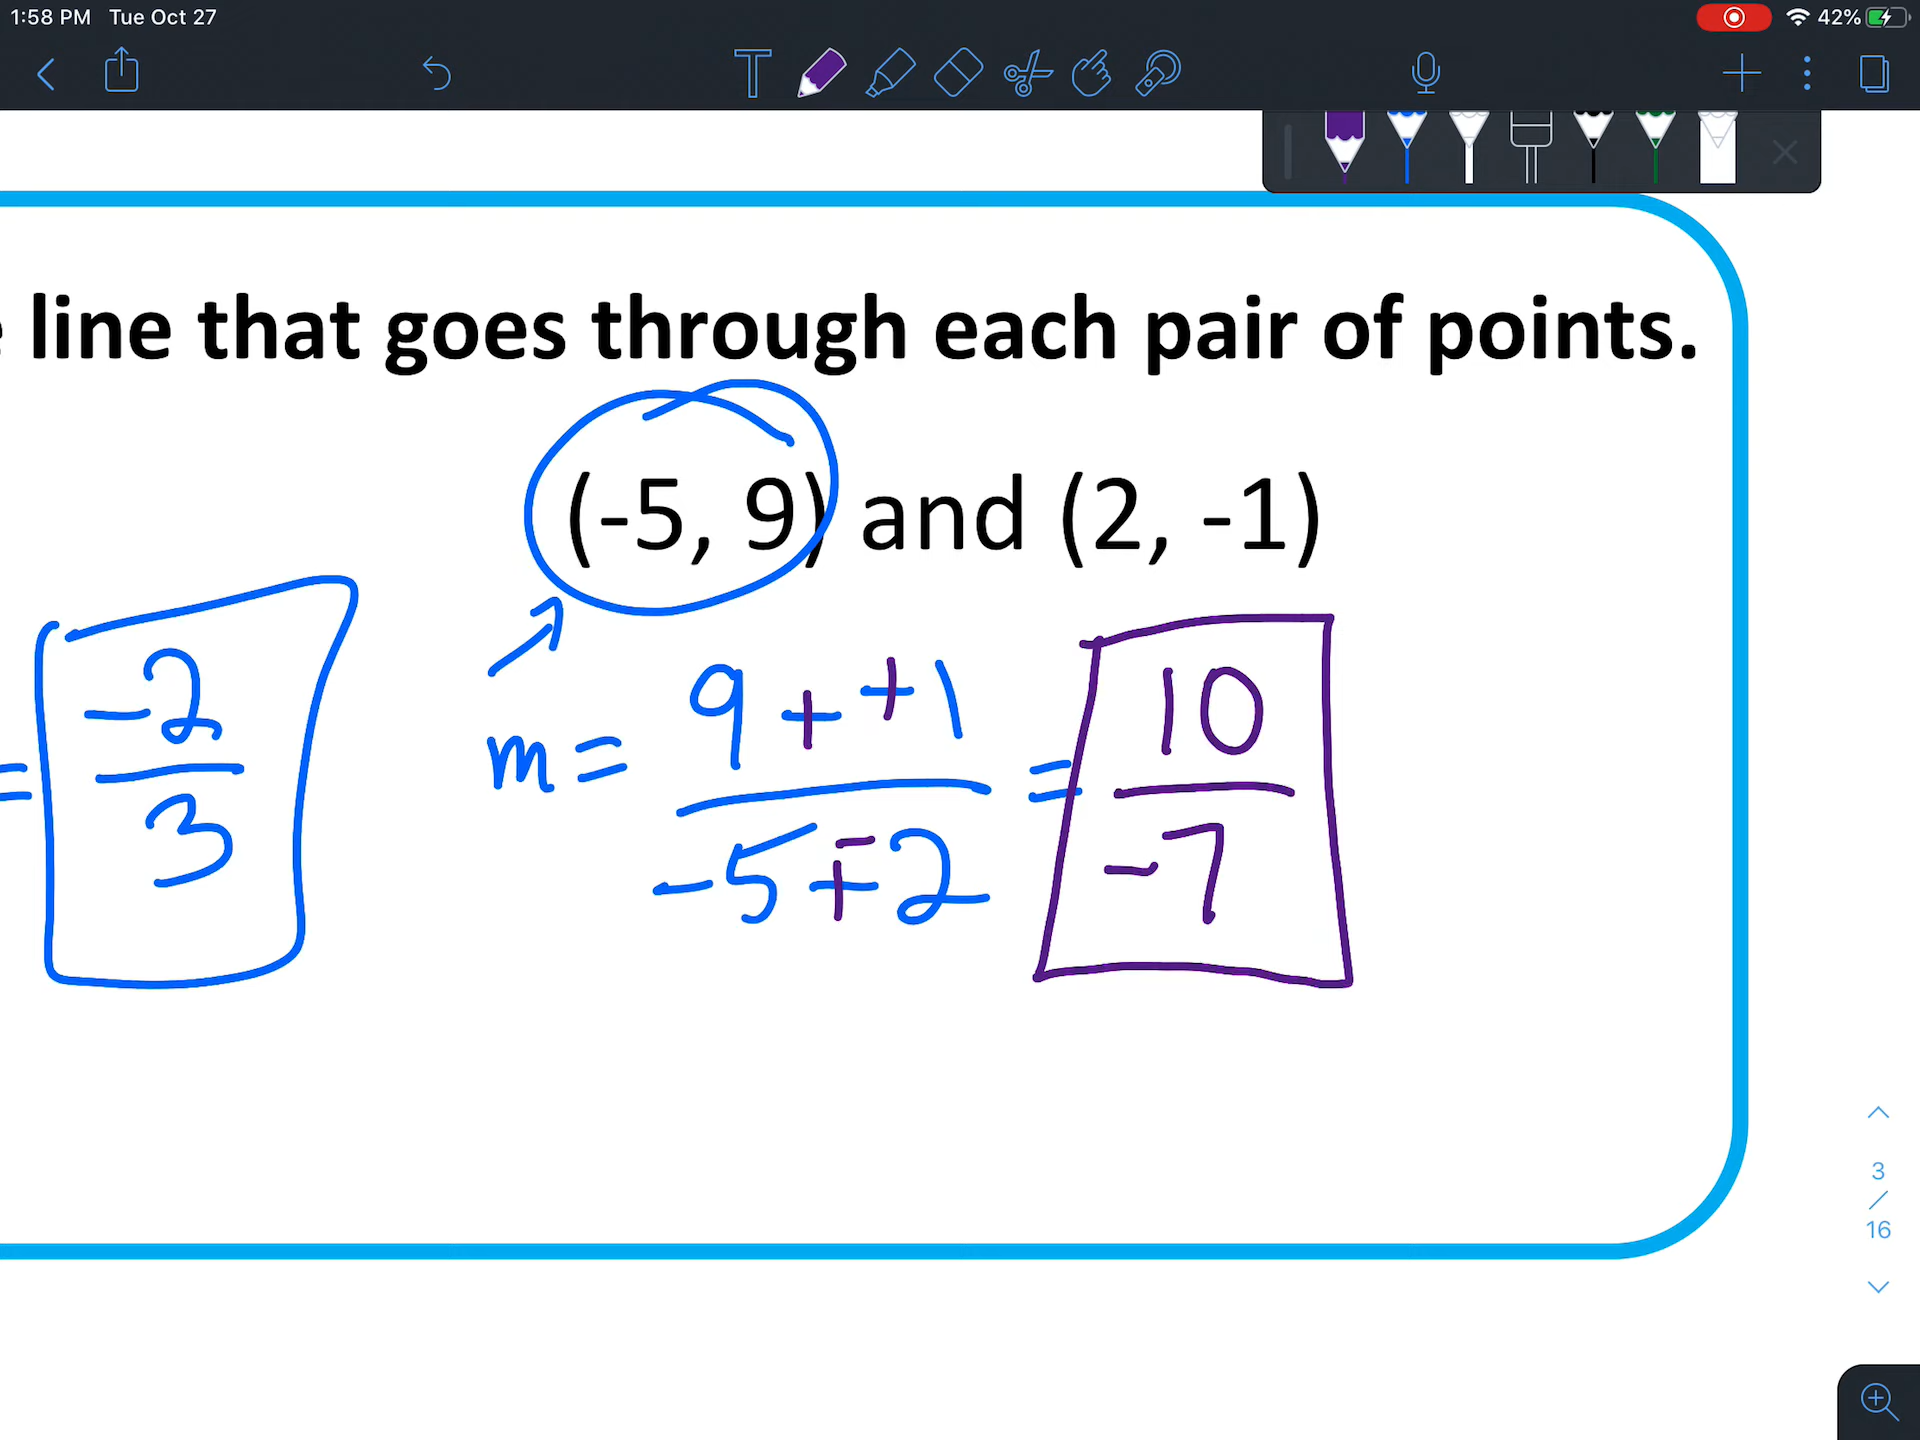 1:58 PM Tue Oct 27
42%
T
line that goes through each pair of points.
(-5, 9) and (2, -1)
= -2/3
m = 9 + +1 / -5 + -2 = 10/-7
3
/
16